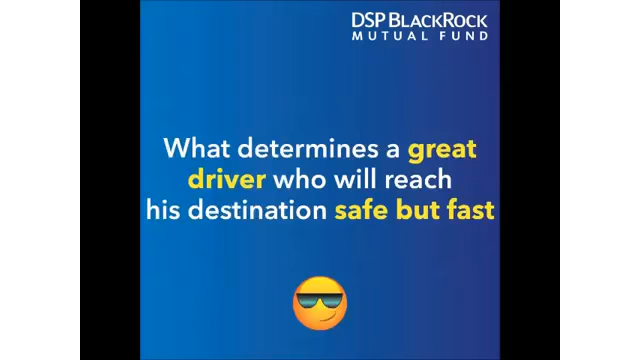 DSP BLACKROCK
MUTUAL FUND
What determines a great
driver who will reach
his destination safe but fast